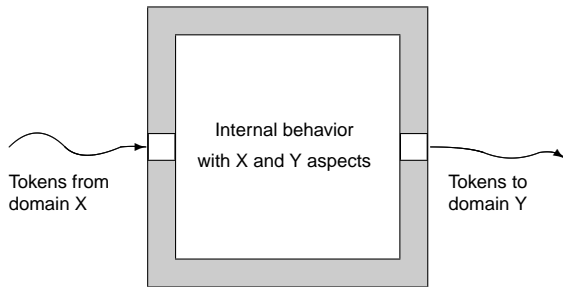 Internal behavior
with X and Y aspects
Tokens from
domain X
Tokens to
domain Y